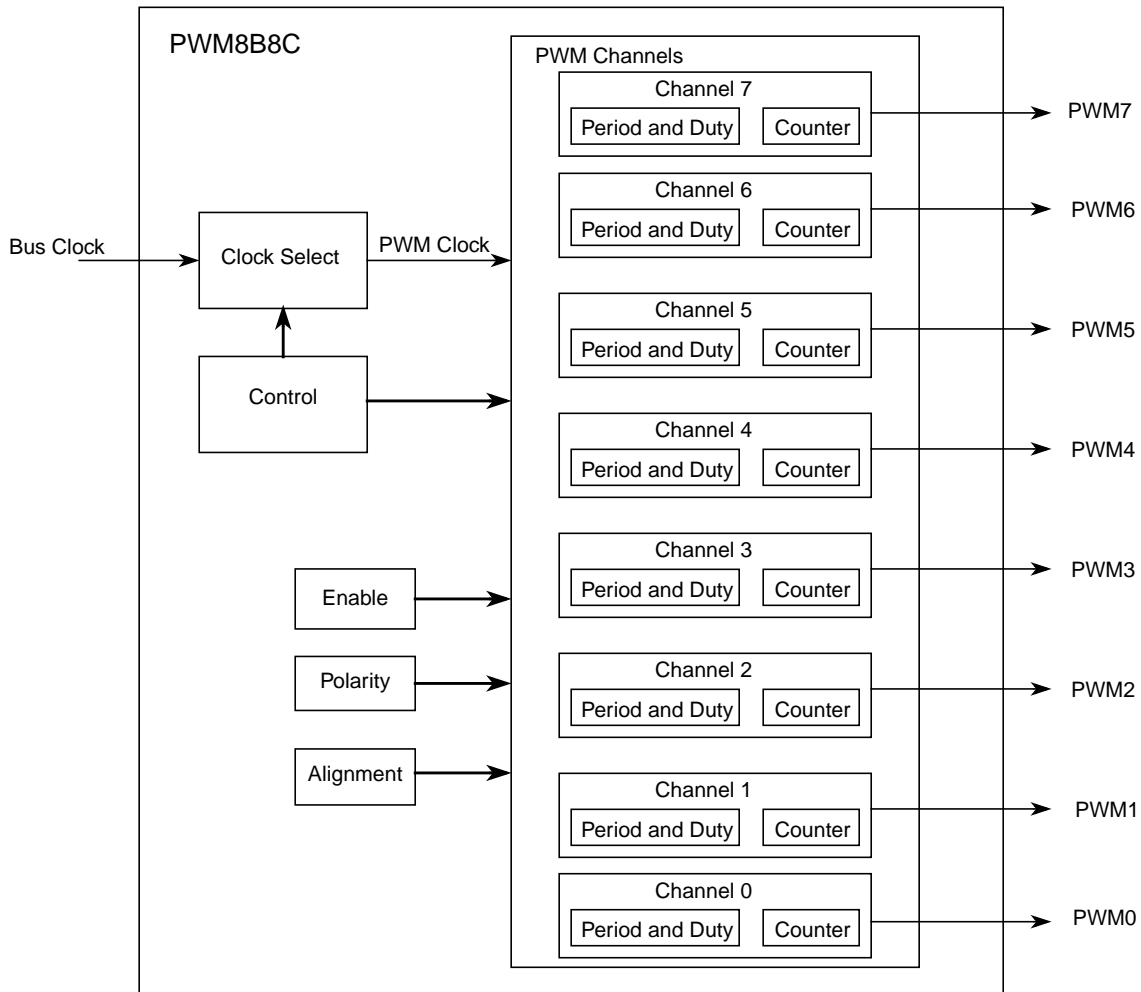 PWM8B8C
PWM Channels
Channel 7
Period and Duty
Counter
PWM7
Channel 6
Period and Duty
Counter
PWM6
Bus Clock
Clock Select
PWM Clock
Control
Channel 5
Period and Duty
Counter
PWM5
Channel 4
Period and Duty
Counter
PWM4
Channel 3
Period and Duty
Counter
PWM3
Enable
Polarity
Alignment
Channel 2
Period and Duty
Counter
PWM2
Channel 1
Period and Duty
Counter
PWM1
Channel 0
Period and Duty
Counter
PWM0